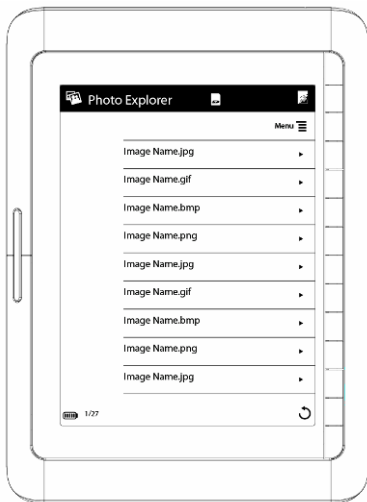 Photo Explorer
Menu
Image Name.jpg
Image Name.gif
Image Name.bmp
Image Name.png
Image Name.jpg
Image Name.gif
Image Name.bmp
Image Name.png
Image Name.jpg
1/27